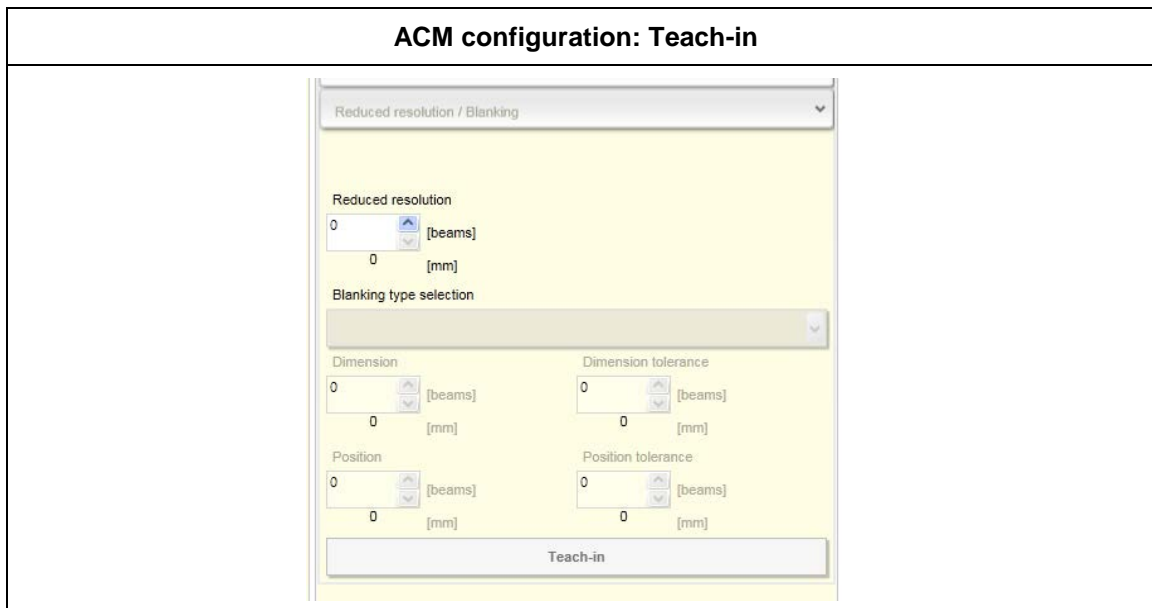 ACM configuration: Teach-in
Reduced resolution / Blanking
Reduced resolution
0 [beams]
0 [mm]
Blanking type selection
Dimension Dimension tolerance
0 [beams] 0 [beams]
0 [mm] 0 [mm]
Position Position tolerance
0 [beams] 0 [beams]
0 [mm] 0 [mm]
Teach-in